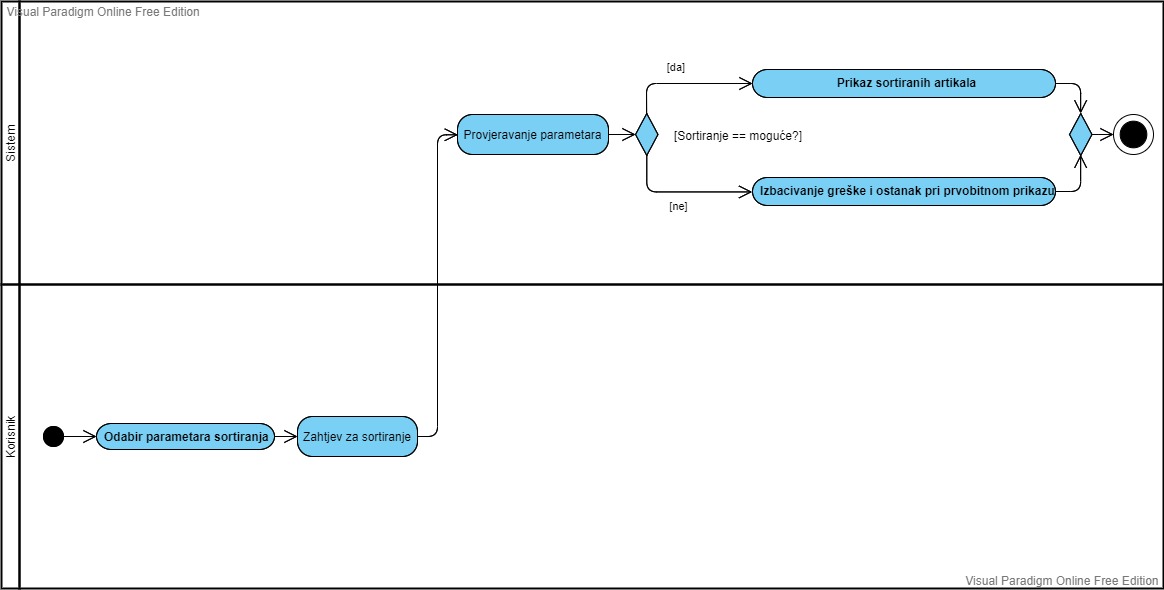 Visual Paradigm Online Free Edition
Sistem
[da]
Prikaz sortiranih artikala
Provjeravanje parametara
[Sortiranje == moguće?]
Izbacivanje greške i ostanak pri prvobitnom prikazu
[ne]
Korisnik
Odabir parametara sortiranja
Zahtjev za sortiranje
Visual Paradigm Online Free Edition